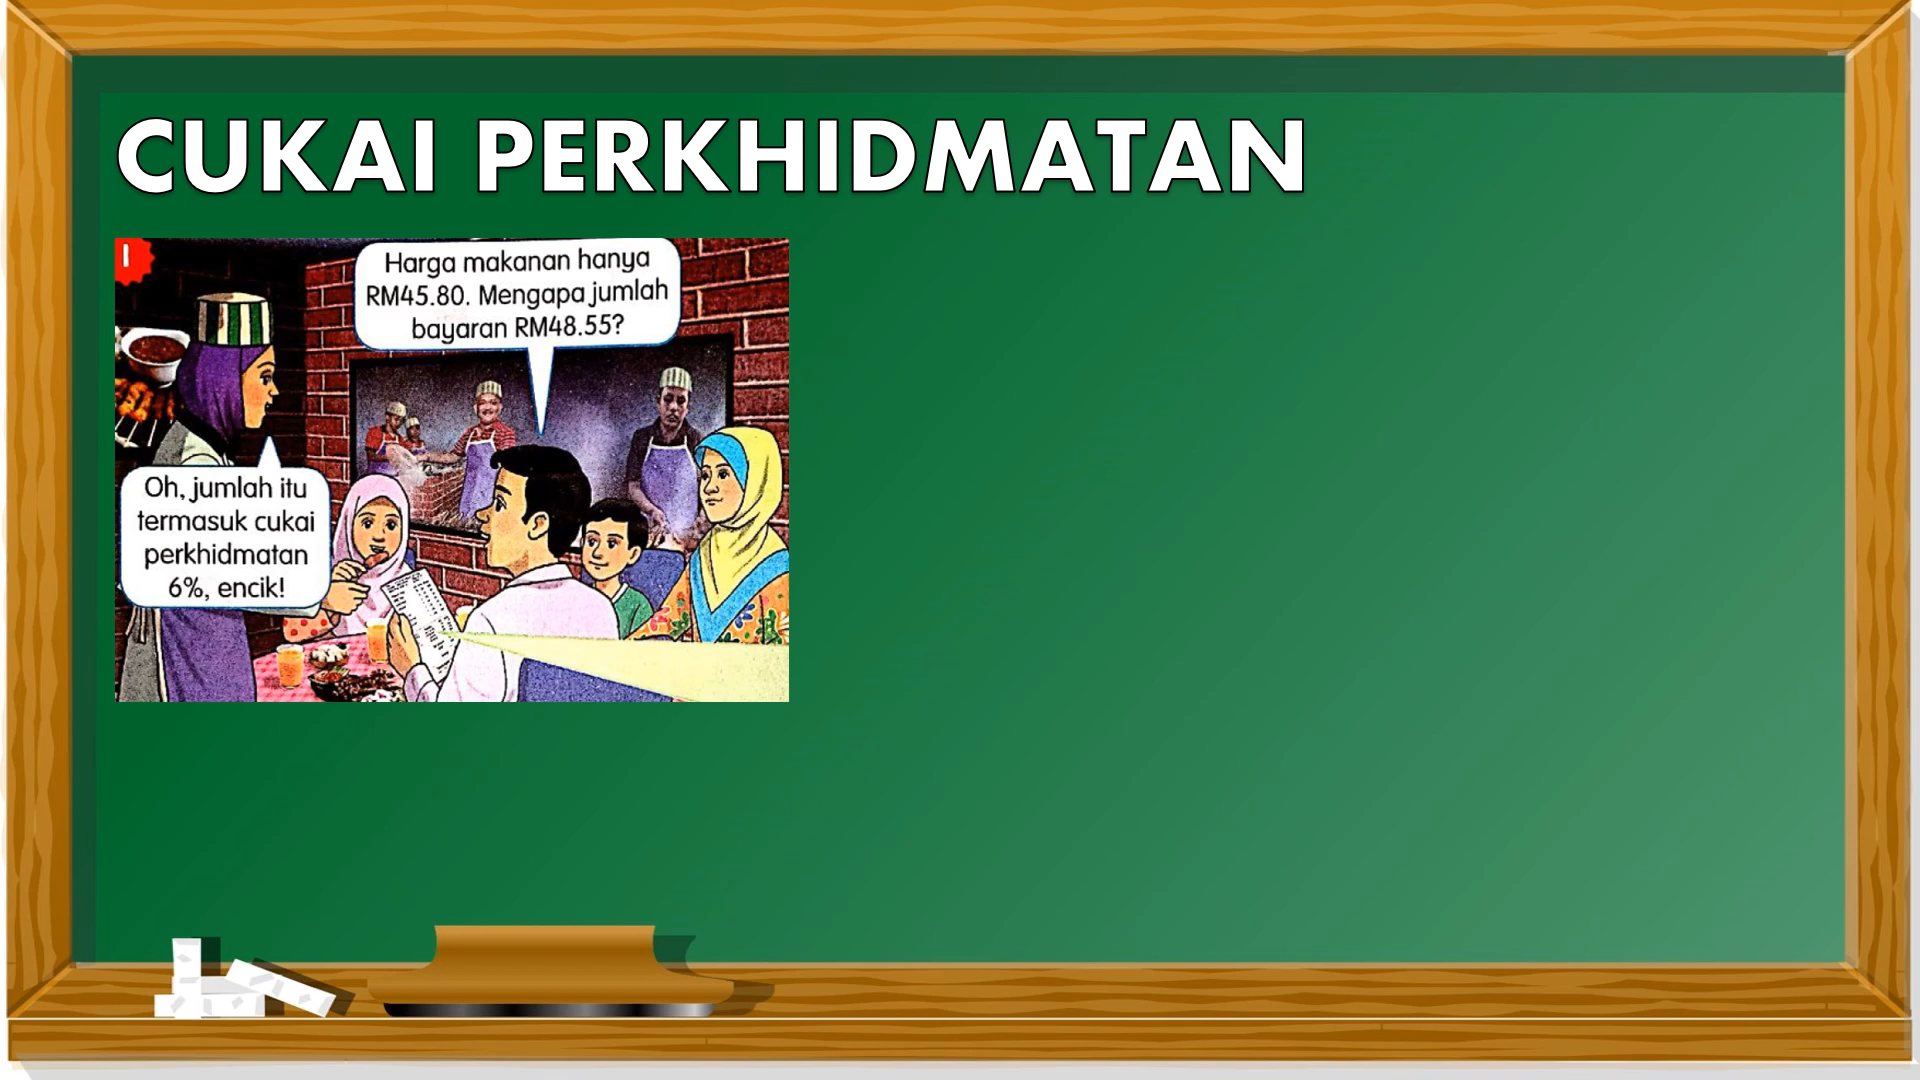 CUKAI PERKHIDMATAN
1
Harga makanan hanya
RM45.80. Mengapa jumlah
bayaran RM48.55?
Oh, jumlah itu
termasuk cukai
perkhidmatan
6%, encik!